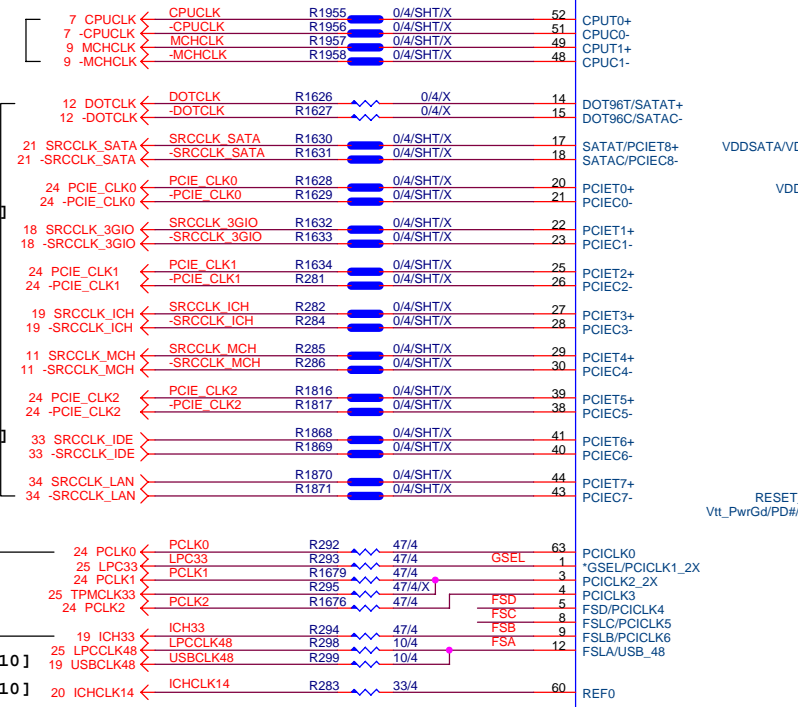 7 CPUCLK CPUCLK R1955 0/4/SHT/X 52 CPUT0+
7 -CPUCLK -CPUCLK R1956 0/4/SHT/X 51 CPUC0-
9 MCHCLK MCHCLK R1957 0/4/SHT/X 49 CPUT1+
9 -MCHCLK -MCHCLK R1958 0/4/SHT/X 48 CPUC1-
12 DOTCLK DOTCLK R1626 0/4/X 14 DOT96T/SATAT+
12 -DOTCLK -DOTCLK R1627 0/4/X 15 DOT96C/SATAC-
21 SRCCLK_SATA SRCCLK_SATA R1630 0/4/SHT/X 17 SATAT/PCIET8+ VDDSATA/VD
21 -SRCCLK_SATA -SRCCLK_SATA R1631 0/4/SHT/X 18 SATAC/PCIEC8-
24 PCIE_CLK0 PCIE_CLK0 R1628 0/4/SHT/X 20 PCIET0+ VDD
24 -PCIE_CLK0 -PCIE_CLK0 R1629 0/4/SHT/X 21 PCIEC0-
18 SRCCLK_3GIO SRCCLK_3GIO R1632 0/4/SHT/X 22 PCIET1+
18 -SRCCLK_3GIO -SRCCLK_3GIO R1633 0/4/SHT/X 23 PCIEC1-
24 PCIE_CLK1 PCIE_CLK1 R1634 0/4/SHT/X 25 PCIET2+
24 -PCIE_CLK1 -PCIE_CLK1 R281 0/4/SHT/X 26 PCIEC2-
19 SRCCLK_ICH SRCCLK_ICH R282 0/4/SHT/X 27 PCIET3+
19 -SRCCLK_ICH -SRCCLK_ICH R284 0/4/SHT/X 28 PCIEC3-
11 SRCCLK_MCH SRCCLK_MCH R285 0/4/SHT/X 29 PCIET4+
11 -SRCCLK_MCH -SRCCLK_MCH R286 0/4/SHT/X 30 PCIEC4-
24 PCIE_CLK2 PCIE_CLK2 R1816 0/4/SHT/X 39 PCIET5+
24 -PCIE_CLK2 -PCIE_CLK2 R1817 0/4/SHT/X 38 PCIEC5-
33 SRCCLK_IDE R1868 0/4/SHT/X 41 PCIET6+
33 -SRCCLK_IDE R1869 0/4/SHT/X 40 PCIEC6-
34 SRCCLK_LAN R1870 0/4/SHT/X 44 PCIET7+
34 -SRCCLK_LAN R1871 0/4/SHT/X 43 PCIEC7- RESET
Vtt_PwrGd/PD#/
24 PCLK0 PCLK0 R292 47/4 63 PCICLK0
25 LPC33 LPC33 R293 47/4 GSEL 1 *GSEL/PCICLK1_2X
24 PCLK1 PCLK1 R1679 47/4 3 PCICLK2_2X
25 TPMCLK33 R295 47/4/X 4 PCICLK3
24 PCLK2 PCLK2 R1676 47/4 FSD 5 FSD/PCICLK4
FSC 8 FSLC/PCICLK5
19 ICH33 ICH33 R294 47/4 FSB 9 FSLB/PCICLK6
25 LPCCLK48 LPCCLK48 R298 10/4 FSA 12 FSLA/USB_48
10] 19 USBCLK48 USBCLK48 R299 10/4
10] 20 ICHCLK14 ICHCLK14 R283 33/4 60 REF0